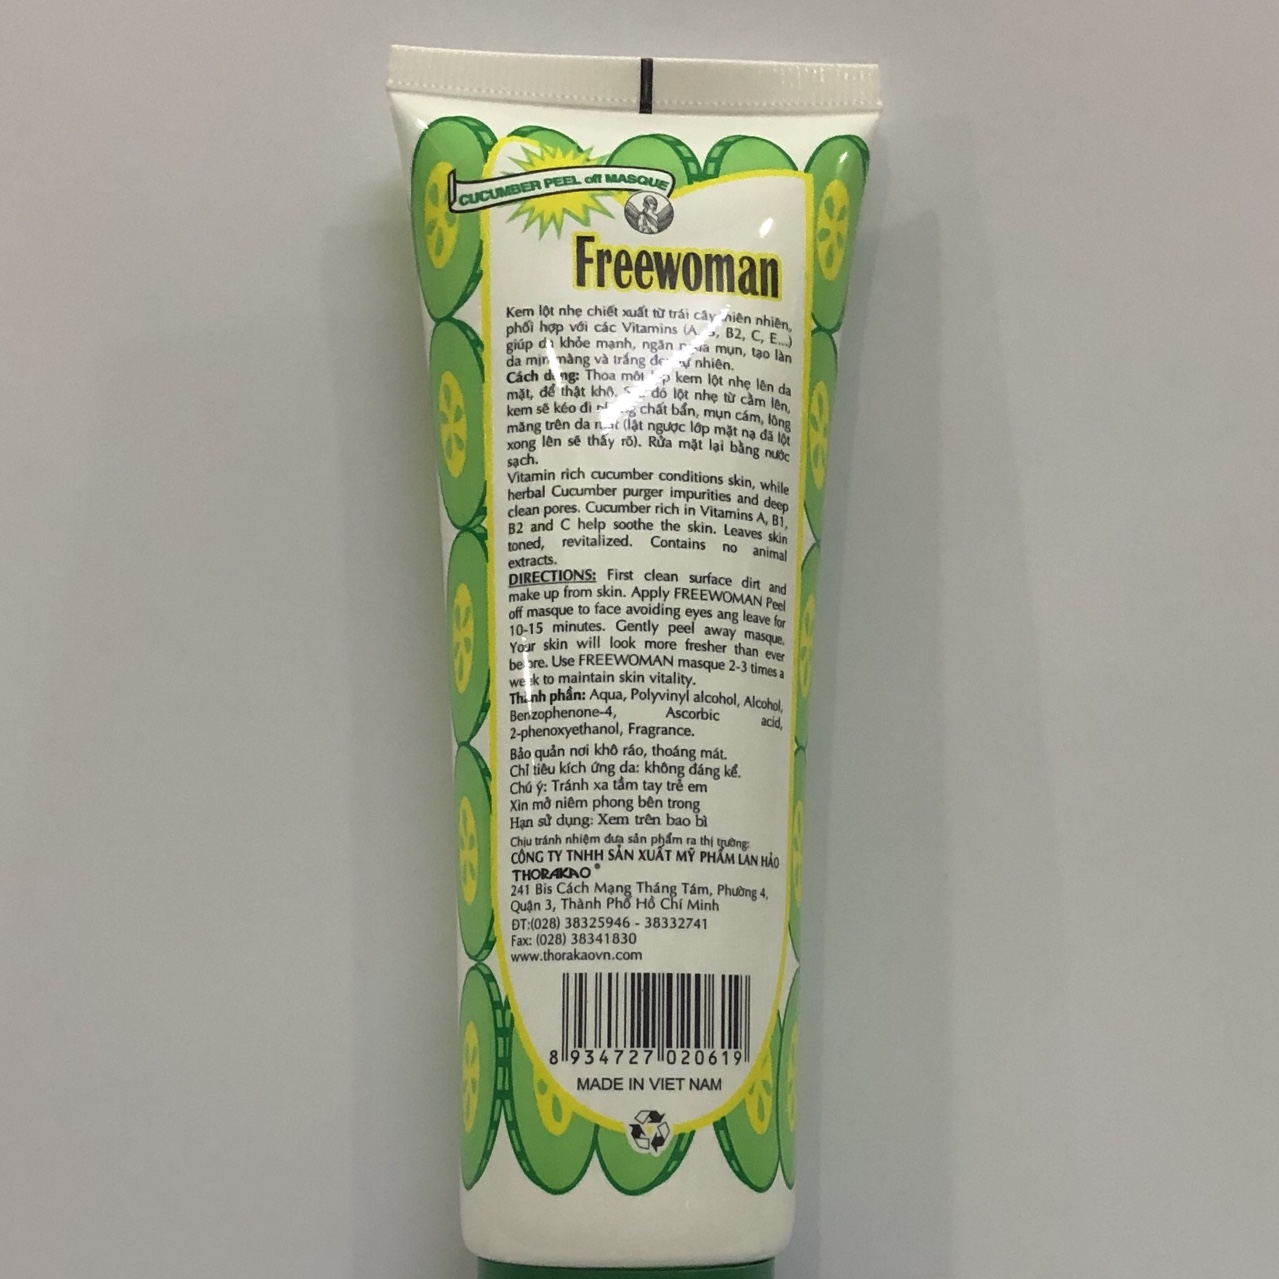 CUCUMBER PEEL off MASQUE
Freewoman
Kem lột nhẹ chiết xuất từ trái cây thiên nhiên,
phối hợp với các Vitamins (A, B2, C, E...)
giúp da khỏe mạnh, ngăn ngừa mụn, tạo làn
da mịn màng và trắng đẹp tự nhiên.
Cách dùng: Thoa một lớp kem lột nhẹ lên da
mặt, để thật khô. Sau đó lột nhẹ từ cằm lên,
kem sẽ kéo đi những chất bẩn, mụn cám, lông
măng trên da mặt (lật ngược lớp mặt nạ đã lột
xong lên sẽ thấy rõ). Rửa mặt lại bằng nước
sạch.
Vitamin rich cucumber conditions skin, while
herbal Cucumber purger impurities and deep
clean pores. Cucumber rich in Vitamins A, B1,
B2 and C help soothe the skin. Leaves skin
toned, revitalized. Contains no animal
extracts.
DIRECTIONS: First clean surface dirt and
make up from skin. Apply FREEWOMAN Peel
off masque to face avoiding eyes ang leave for
10-15 minutes. Gently peel away masque.
Your skin will look more fresher than ever
before. Use FREEWOMAN masque 2-3 times a
week to maintain skin vitality.
Thành phần: Aqua, Polyvinyl alcohol, Alcohol,
Benzophenone-4, Ascorbic acid,
2-phenoxyethanol, Fragrance.
Bảo quản nơi khô ráo, thoáng mát.
Chỉ tiêu kích ứng da: không đáng kể.
Chú ý: Tránh xa tầm tay trẻ em
Xin mở niêm phong bên trong
Hạn sử dụng: Xem trên bao bì
Chịu tránh nhiệm đưa sản phẩm ra thị trường:
CÔNG TY TNHH SẢN XUẤT MỸ PHẨM LAN HẢO
THORAKAO®
241 Bis Cách Mạng Tháng Tám, Phường 4,
Quận 3, Thành Phố Hồ Chí Minh
ĐT:(028) 38325946 - 38332741
Fax: (028) 38341830
www.thorakaovn.com
8 934727 020619
MADE IN VIET NAM